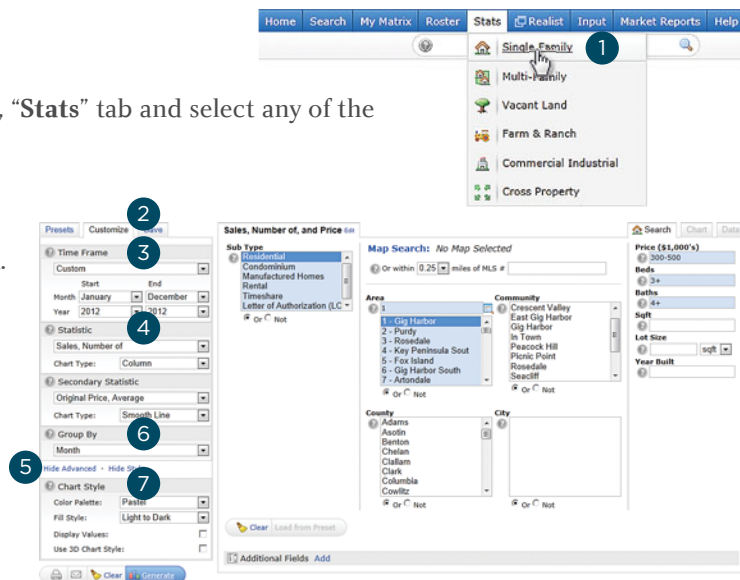 Home Search My Matrix Roster Stats Realist Input Market Reports Help
Single-Family 1
Multi-Family
Vacant Land
Farm & Ranch
Commercial Industrial
Cross Property
, “Stats” tab and select any of the
.
2
Presets Customize Save
Time Frame 3
Custom
Start End
Month January December
Year 2012 2012
4
Statistic
Sales, Number of
Chart Type: Column
Secondary Statistic
Original Price, Average
Chart Type: Smooth Line
Group By 6
Month
5 Hide Advanced - Hide
Chart Style 7
Color Palette: Pastel
Fill Style: Light to Dark
Display Values:
Use 3D Chart Style:
Clear Generate
Sales, Number of, and Price Edit
Sub Type
Residential
Condominium
Manufactured Homes
Rental
Timeshare
Letter of Authorization (LC
Or Not
Map Search: No Map Selected
Or within 0.25 miles of MLS #
Area
1
1 - Gig Harbor
2 - Purdy
3 - Rosedale
4 - Key Peninsula Sout
5 - Fox Island
6 - Gig Harbor South
7 - Artondale
Or Not
Community
Crescent Valley
East Gig Harbor
Gig Harbor
In Town
Peacock Hill
Picnic Point
Rosedale
Seacliff
Or Not
County
Adams
Asotin
Benton
Chelan
Clallam
Clark
Columbia
Cowlitz
Or Not
City
Or Not
Clear Load from Preset
Additional Fields Add
Search Chart Data
Price ($1,000's)
300-500
Beds
3+
Baths
4+
Sqft
Lot Size
sqft
Year Built